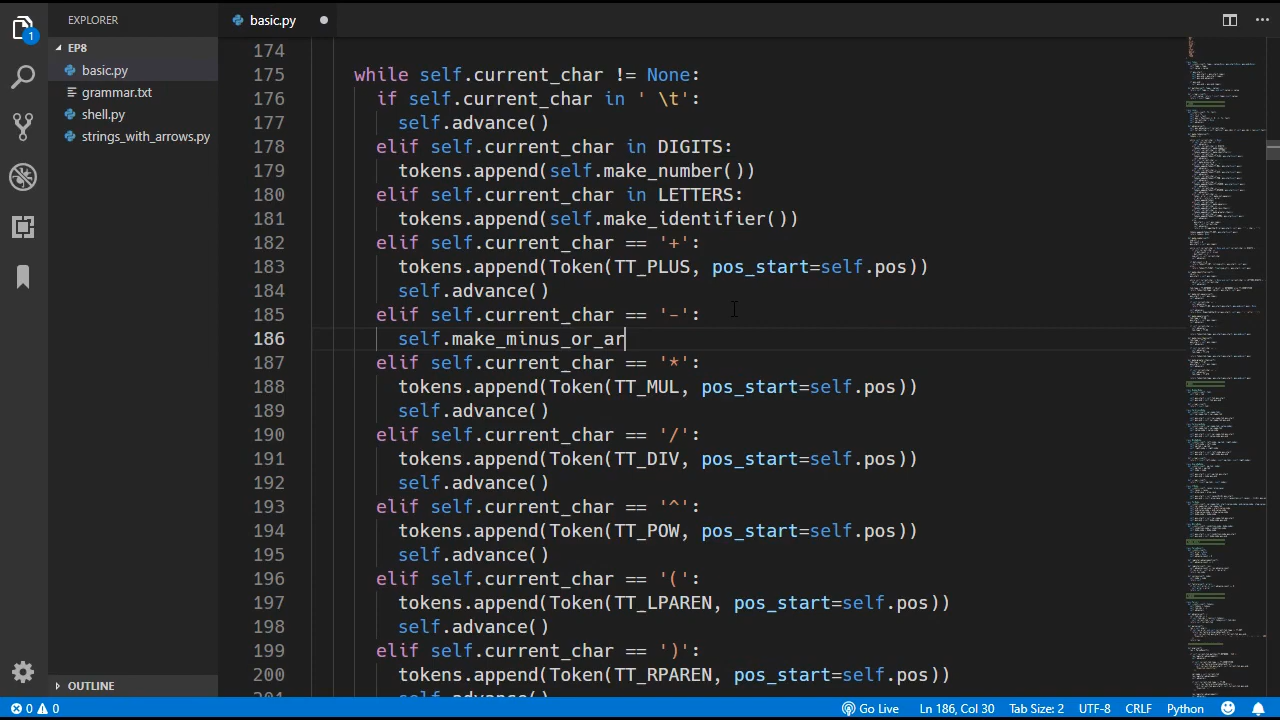 EXPLORER
basic.py
EP8
basic.py
grammar.txt
shell.py
strings_with_arrows.py
1
174
175 while self.current_char != None:
176 if self.current_char in ' \t':
177 self.advance()
178 elif self.current_char in DIGITS:
179 tokens.append(self.make_number())
180 elif self.current_char in LETTERS:
181 tokens.append(self.make_identifier())
182 elif self.current_char == '+':
183 tokens.append(Token(TT_PLUS, pos_start=self.pos))
184 self.advance()
185 elif self.current_char == '-':
186 self.make_minus_or_ar
187 elif self.current_char == '*':
188 tokens.append(Token(TT_MUL, pos_start=self.pos))
189 self.advance()
190 elif self.current_char == '/':
191 tokens.append(Token(TT_DIV, pos_start=self.pos))
192 self.advance()
193 elif self.current_char == '^':
194 tokens.append(Token(TT_POW, pos_start=self.pos))
195 self.advance()
196 elif self.current_char == '(':
197 tokens.append(Token(TT_LPAREN, pos_start=self.pos))
198 self.advance()
199 elif self.current_char == ')':
200 tokens.append(Token(TT_RPAREN, pos_start=self.pos))
201 self.advance()
OUTLINE
0 0
Go Live
Ln 186, Col 30
Tab Size: 2
UTF-8
CRLF
Python